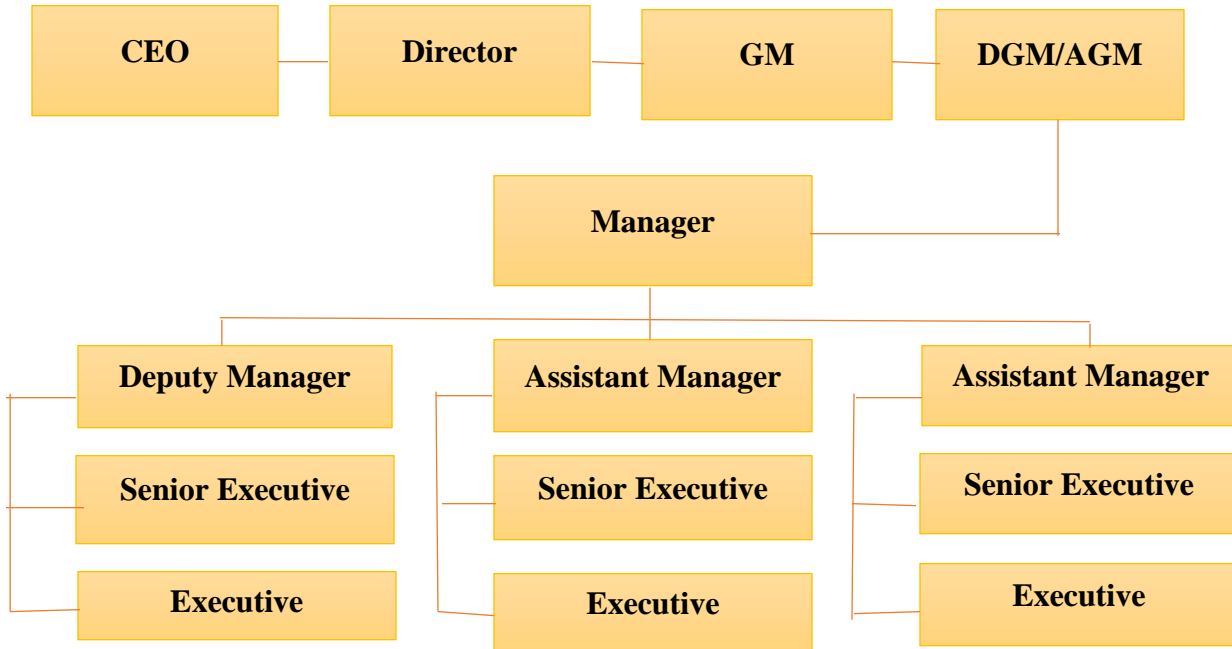 CEO
Director
GM
DGM/AGM
Manager
Deputy Manager
Assistant Manager
Assistant Manager
Senior Executive
Senior Executive
Senior Executive
Executive
Executive
Executive